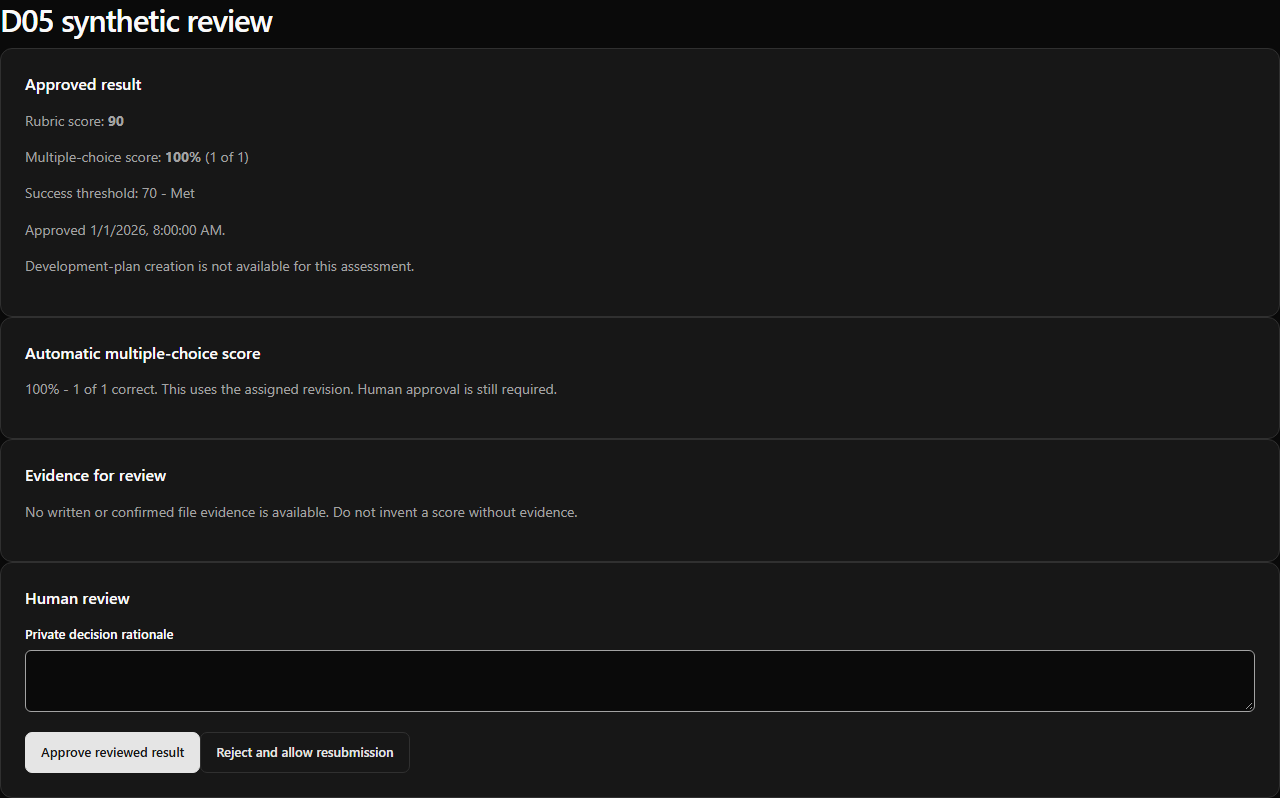 D05 synthetic review
Approved result
Rubric score: 90
Multiple-choice score: 100% (1 of 1)
Success threshold: 70 - Met
Approved 1/1/2026, 8:00:00 AM.
Development-plan creation is not available for this assessment.
Automatic multiple-choice score
100% - 1 of 1 correct. This uses the assigned revision. Human approval is still required.
Evidence for review
No written or confirmed file evidence is available. Do not invent a score without evidence.
Human review
Private decision rationale
Approve reviewed result
Reject and allow resubmission